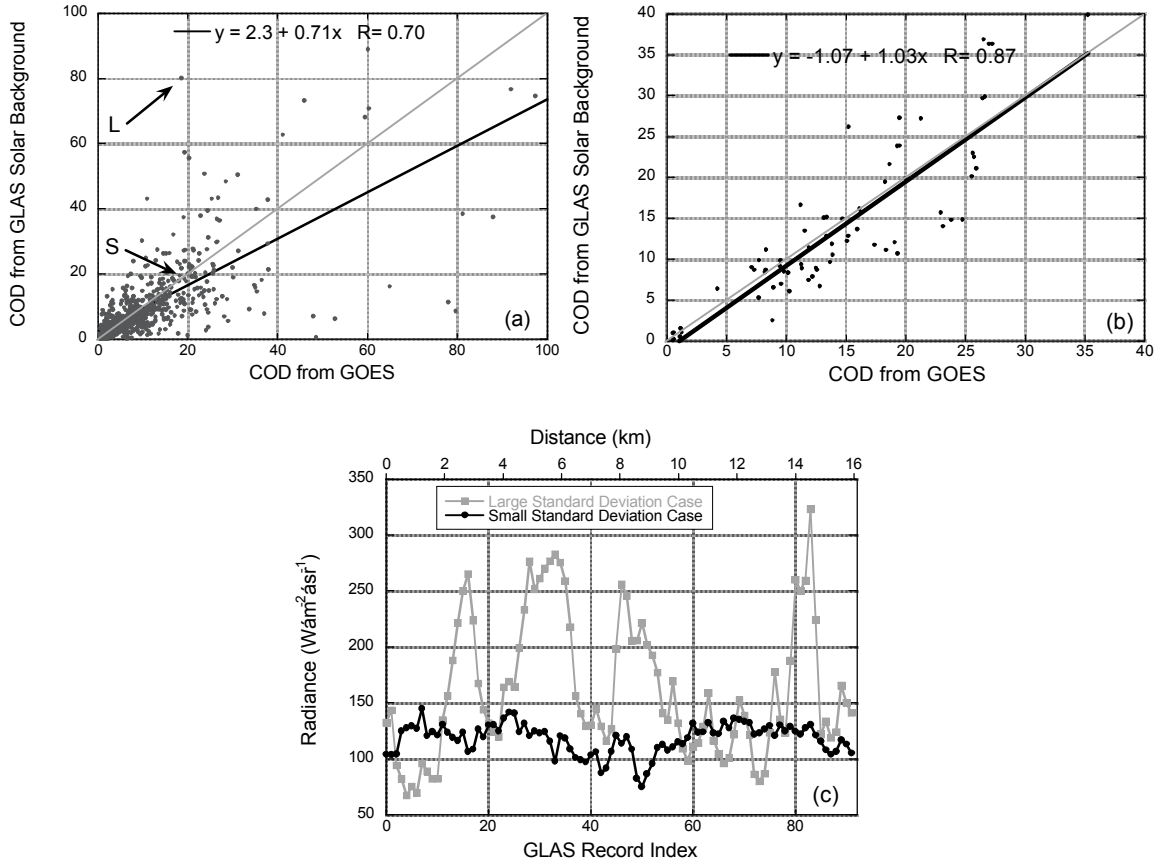 y = 2.3 + 0.71x R= 0.70
COD from GLAS Solar Background
100
80
60
40
20
0
L
S
(a)
0 20 40 60 80 100
COD from GOES
y = -1.07 + 1.03x R= 0.87
COD from GLAS Solar Background
40
35
30
25
20
15
10
5
0
(b)
0 5 10 15 20 25 30 35 40
COD from GOES
Distance (km)
0 2 4 6 8 10 12 14 16
Large Standard Deviation Case
Small Standard Deviation Case
Radiance (Wám⁻²ásr⁻¹)
350
300
250
200
150
100
50
(c)
0 20 40 60 80
GLAS Record Index